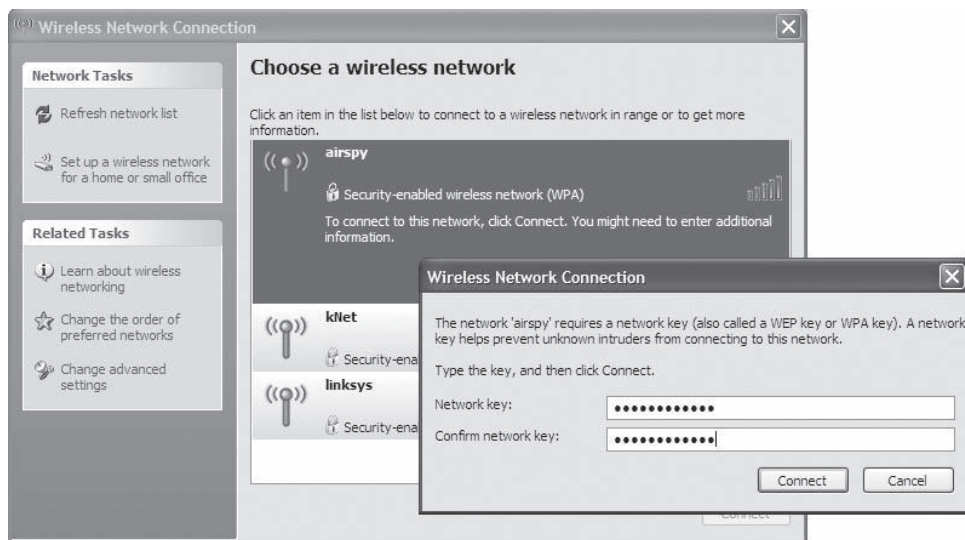 Wireless Network Connection
Network Tasks
Refresh network list
Set up a wireless network
for a home or small office
Related Tasks
Learn about wireless
networking
Change the order of
preferred networks
Change advanced
settings
Choose a wireless network
Click an item in the list below to connect to a wireless network in range or to get more
information.
airspy
Security-enabled wireless network (WPA)
To connect to this network, click Connect. You might need to enter additional
information.
kNet
Security-ena
linksys
Security-ena
Wireless Network Connection
The network 'airspy' requires a network key (also called a WEP key or WPA key). A network
key helps prevent unknown intruders from connecting to this network.
Type the key, and then click Connect.
Network key:
••••••••••••
Confirm network key:
••••••••••••
Connect
Cancel
Connect